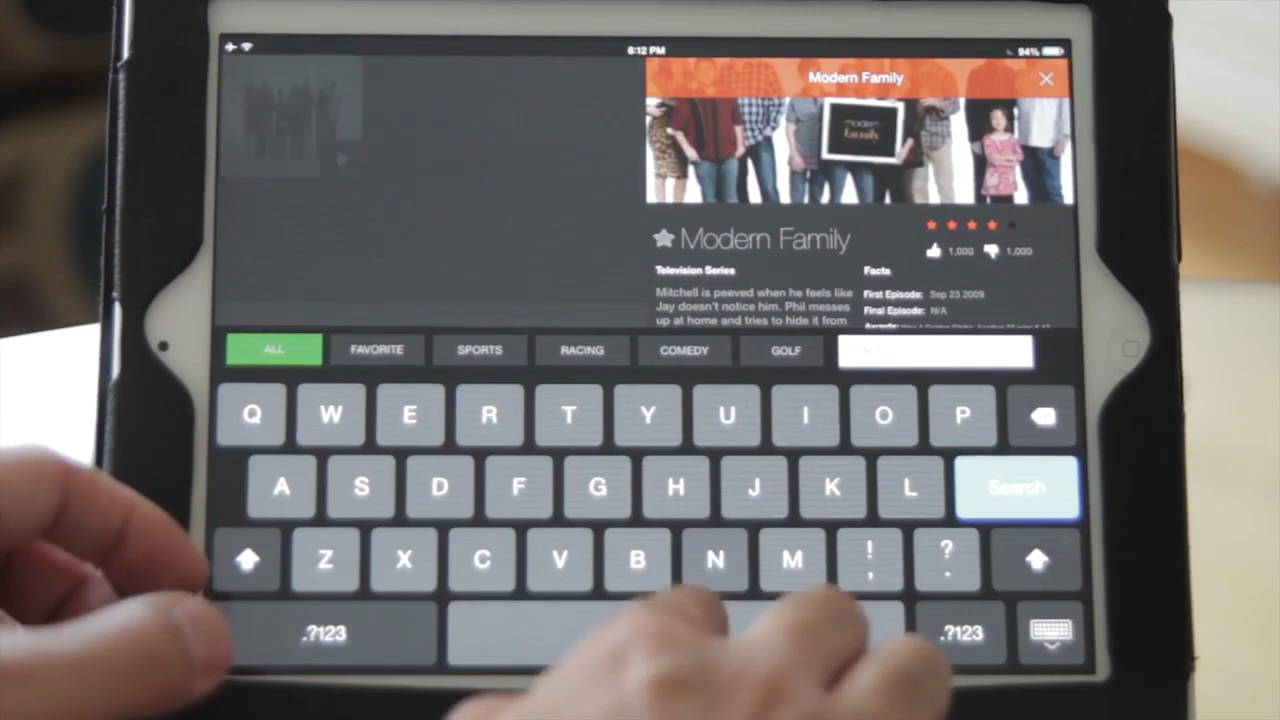 6:12 PM
94%
Modern Family
modern
family
Modern Family
1,000 1,000
Television Series
Facts
Mitchell is peeved when he feels like
Jay doesn't notice him. Phil messes
up at home and tries to hide it from
First Episode: Sep 23 2009
Final Episode: N/A
ALL FAVORITE SPORTS RACING COMEDY GOLF
Q W E R T Y U I O P
A S D F G H J K L Search
Z X C V B N M ! , ? .
.?123 .?123